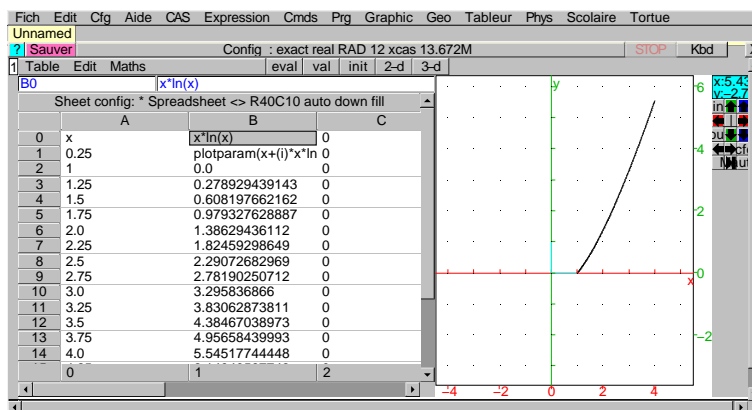 Fich Edit Cfg Aide CAS Expression Cmds Prg Graphic Geo Tableur Phys Scolaire Tortue
Unnamed
? Sauver Config : exact real RAD 12 xcas 13.672M STOP Kbd
1 Table Edit Maths eval val init 2-d 3-d
B0 x*ln(x)
Sheet config: * Spreadsheet <> R40C10 auto down fill
A B C
0 x x*ln(x) 0
1 0.25 plotparam(x+(i)*x*ln 0
2 1 0.0 0
3 1.25 0.278929439143 0
4 1.5 0.608197662162 0
5 1.75 0.979327628887 0
6 2.0 1.38629436112 0
7 2.25 1.82459298649 0
8 2.5 2.29072682969 0
9 2.75 2.78190250712 0
10 3.0 3.295836866 0
11 3.25 3.83062873811 0
12 3.5 4.38467038973 0
13 3.75 4.95658439993 0
14 4.0 5.54517744448 0
0 1 2
y
6
4
2
0
x
−2
−4 −2 0 2 4
x:5.43
y:−2.7
in
cf